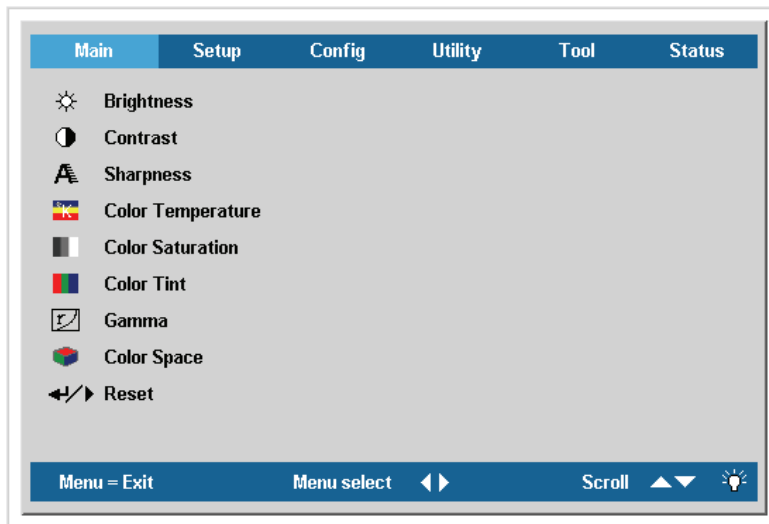 Main Setup Config Utility Tool Status
Brightness
Contrast
Sharpness
Color Temperature
Color Saturation
Color Tint
Gamma
Color Space
Reset
Menu = Exit Menu select Scroll